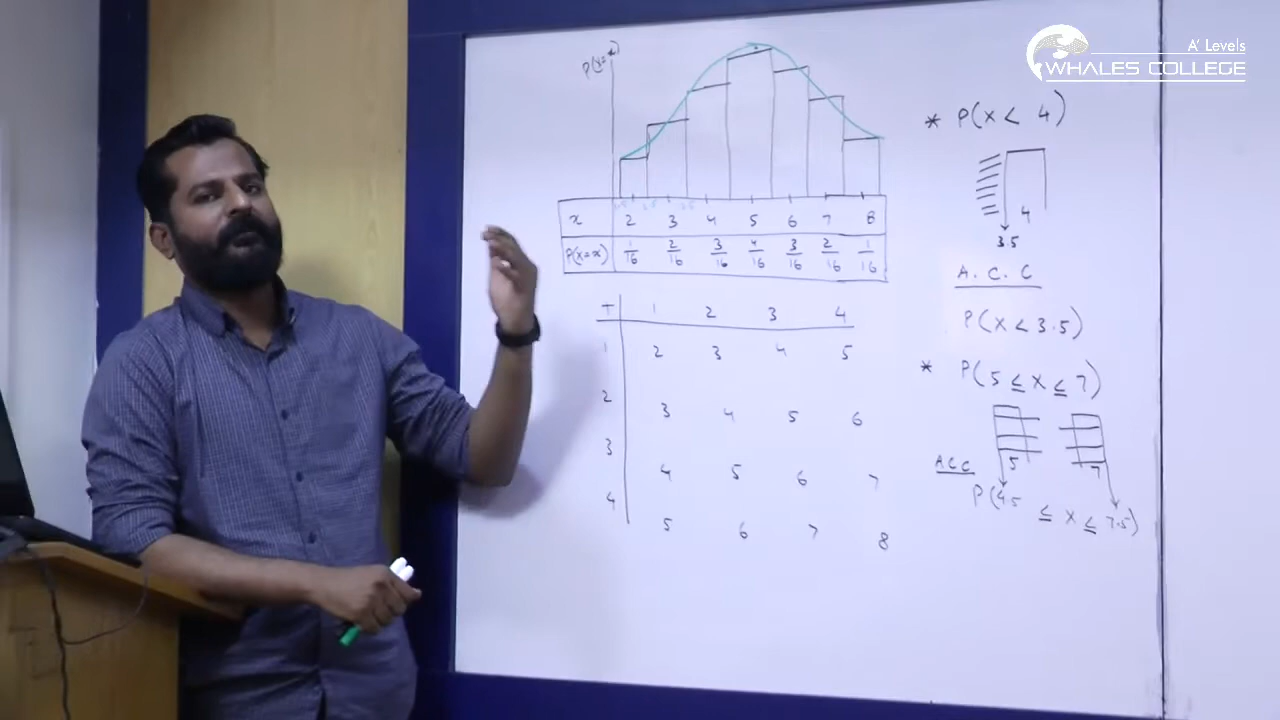 A' Levels
WHALES COLLEGE
P(X=x)
x 2 3 4 5 6 7 8
P(X=x) 1/16 2/16 3/16 4/16 3/16 2/16 1/16
T 1 2 3 4
1 2 3 4 5
2 3 4 5 6
3 4 5 6 7
4 5 6 7 8
* P(X < 4)
4
3.5
A.C.C
P(X < 3.5)
* P(5 ≤ X ≤ 7)
5 7
A.C.C
P(4.5 ≤ X ≤ 7.5)